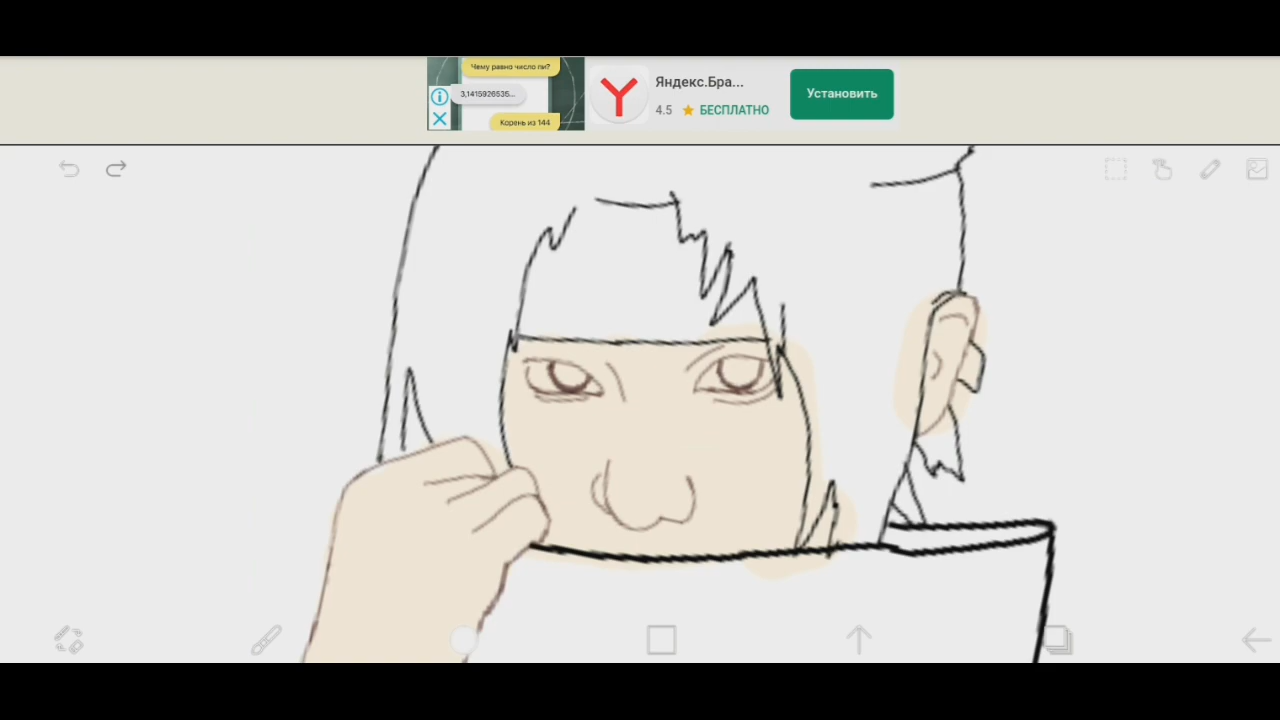 Чему равно число пи?
3,1415926535...
Корень из 144
Яндекс.Бра...
4.5 БЕСПЛАТНО
Установить